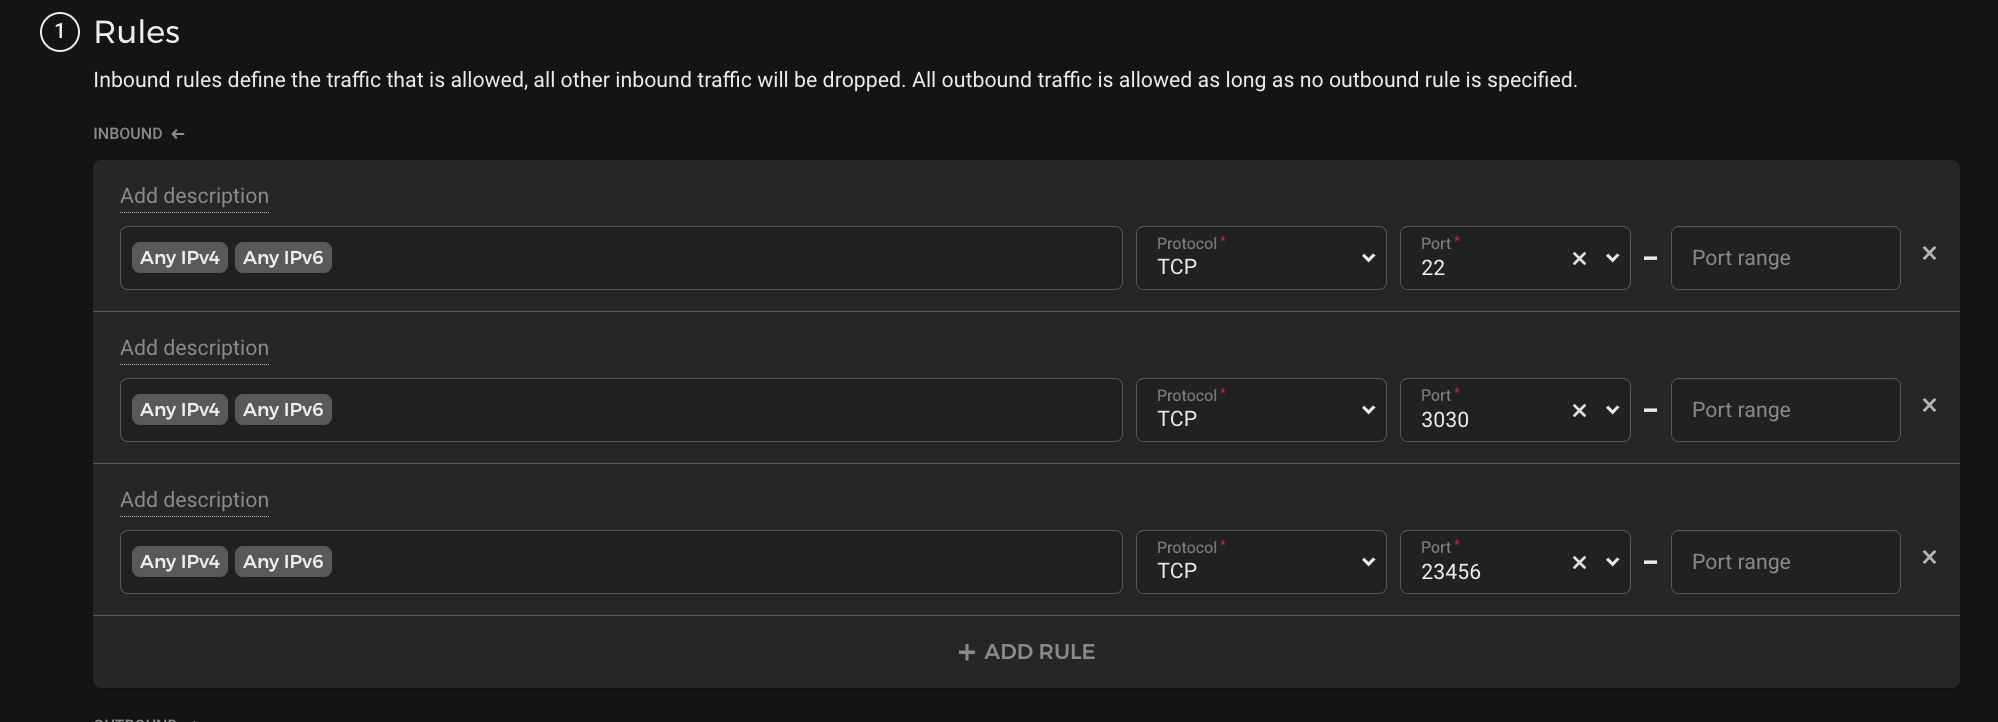 1 Rules
Inbound rules define the traffic that is allowed, all other inbound traffic will be dropped. All outbound traffic is allowed as long as no outbound rule is specified.
INBOUND ←
Add description
Any IPv4 Any IPv6 Protocol * TCP Port * 22 – Port range
Add description
Any IPv4 Any IPv6 Protocol * TCP Port * 3030 – Port range
Add description
Any IPv4 Any IPv6 Protocol * TCP Port * 23456 – Port range
+ ADD RULE